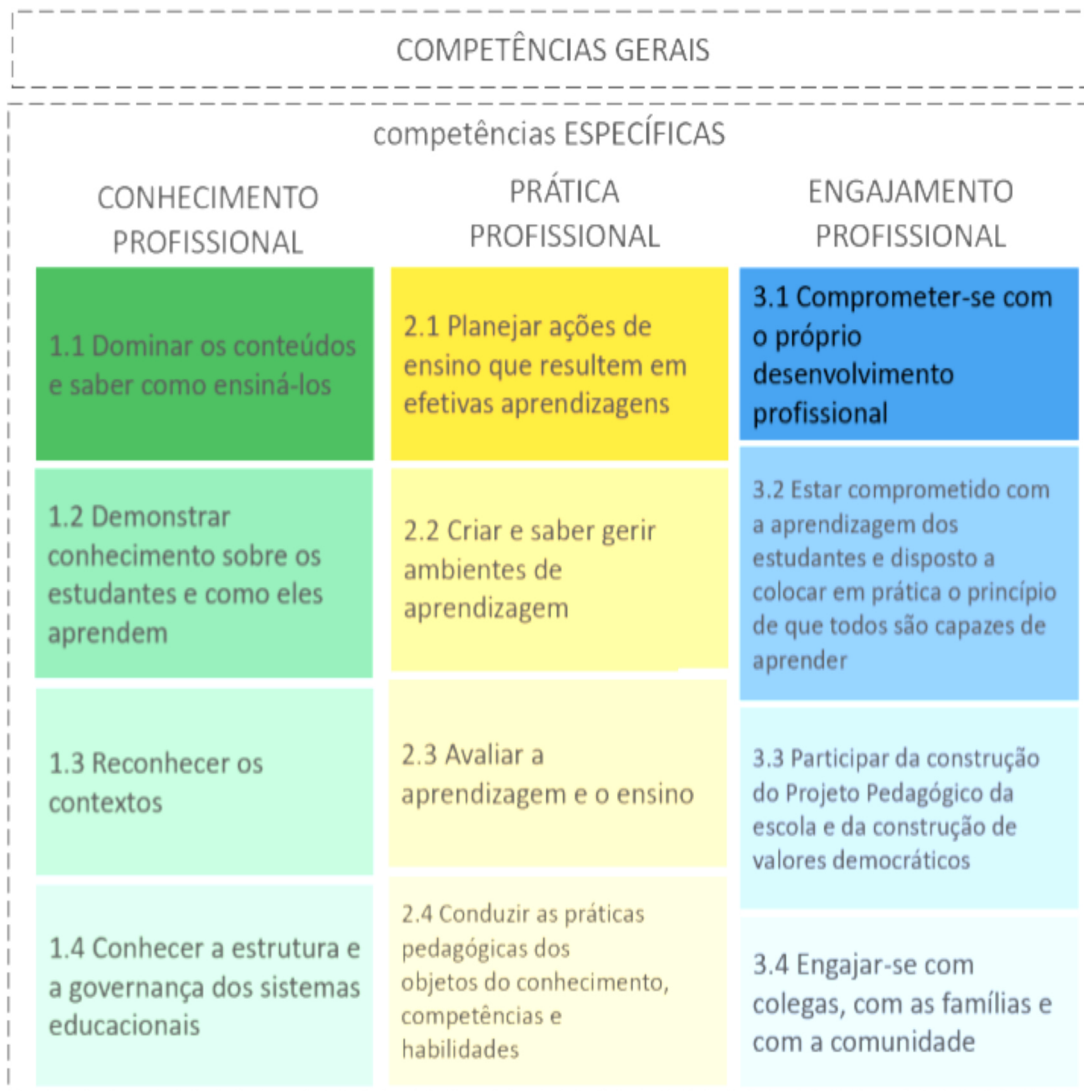 COMPETÊNCIAS GERAIS
competências ESPECÍFICAS
CONHECIMENTO
PROFISSIONAL
1.1 Dominar os conteúdos
e saber como ensiná-los
1.2 Demonstrar
conhecimento sobre os
estudantes e como eles
aprendem
1.3 Reconhecer os
contextos
1.4 Conhecer a estrutura e
a governança dos sistemas
educacionais
PRÁTICA
PROFISSIONAL
2.1 Planejar ações de
ensino que resultem em
efetivas aprendizagens
2.2 Criar e saber gerir
ambientes de
aprendizagem
2.3 Avaliar a
aprendizagem e o ensino
2.4 Conduzir as práticas
pedagógicas dos
objetos do conhecimento,
competências e
habilidades
ENGAJAMENTO
PROFISSIONAL
3.1 Comprometer-se com
o próprio
desenvolvimento
profissional
3.2 Estar comprometido com
a aprendizagem dos
estudantes e disposto a
colocar em prática o princípio
de que todos são capazes de
aprender
3.3 Participar da construção
do Projeto Pedagógico da
escola e da construção de
valores democráticos
3.4 Engajar-se com
colegas, com as famílias e
com a comunidade